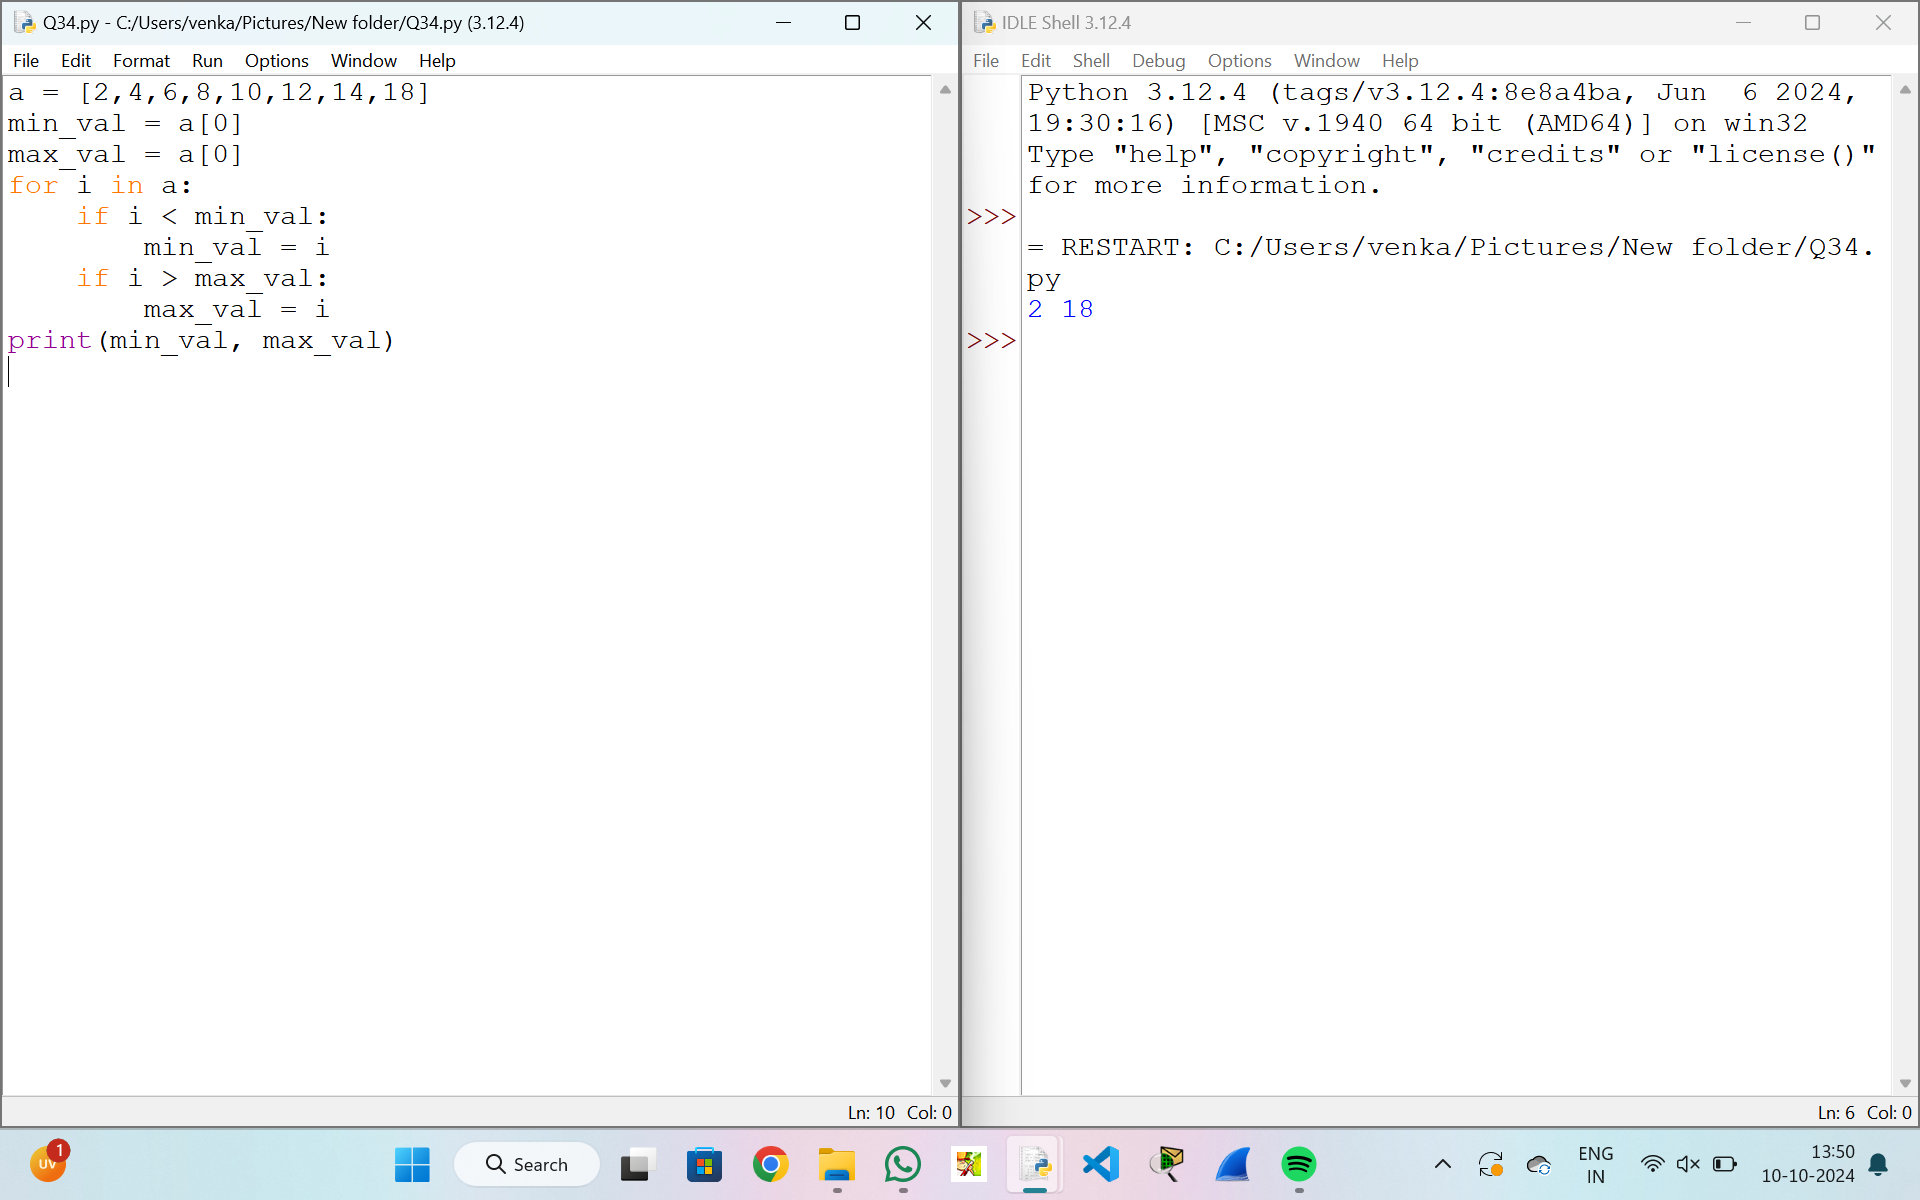 Q34.py - C:/Users/venka/Pictures/New folder/Q34.py (3.12.4)
File Edit Format Run Options Window Help
a = [2,4,6,8,10,12,14,18]
min_val = a[0]
max_val = a[0]
for i in a:
    if i < min_val:
        min_val = i
    if i > max_val:
        max_val = i
print(min_val, max_val)
Ln: 10 Col: 0
IDLE Shell 3.12.4
File Edit Shell Debug Options Window Help
Python 3.12.4 (tags/v3.12.4:8e8a4ba, Jun  6 2024,
19:30:16) [MSC v.1940 64 bit (AMD64)] on win32
Type "help", "copyright", "credits" or "license()"
for more information.
>>>
= RESTART: C:/Users/venka/Pictures/New folder/Q34.
py
2 18
>>>
Ln: 6 Col: 0
UV 1
Search
ENG
IN
13:50
10-10-2024